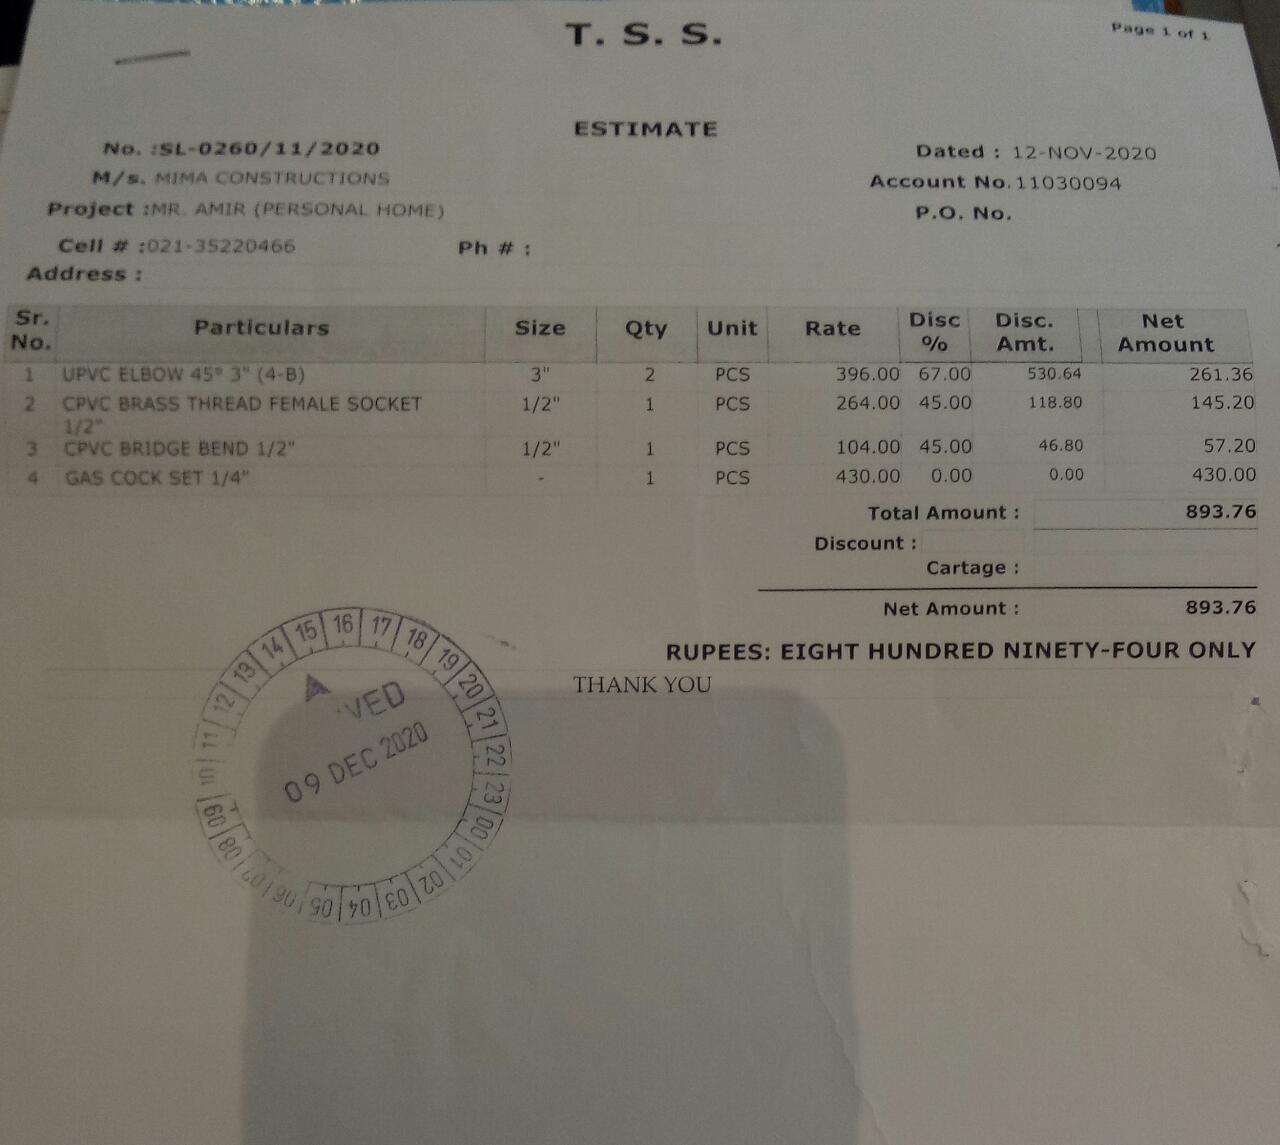 T. S. S.
Page 1 of 1
ESTIMATE
No. :SL-0260/11/2020
Dated : 12-NOV-2020
M/s. MIMA CONSTRUCTIONS
Account No.11030094
Project :MR. AMIR (PERSONAL HOME)
P.O. No.
Cell # :021-35220466 Ph # :
Address :
Sr. No. Particulars Size Qty Unit Rate Disc % Disc. Amt. Net Amount
1 UPVC ELBOW 45° 3" (4-B) 3" 2 PCS 396.00 67.00 530.64 261.36
2 CPVC BRASS THREAD FEMALE SOCKET 1/2" 1/2" 1 PCS 264.00 45.00 118.80 145.20
3 CPVC BRIDGE BEND 1/2" 1/2" 1 PCS 104.00 45.00 46.80 57.20
4 GAS COCK SET 1/4" - 1 PCS 430.00 0.00 0.00 430.00
Total Amount : 893.76
Discount :
Cartage :
Net Amount : 893.76
RUPEES: EIGHT HUNDRED NINETY-FOUR ONLY
THANK YOU
09 10 11 12 13 14 15 16 17 18 19 20 21 22 23 00 01 02 03 04 05 06 07 08
VED
09 DEC 2020